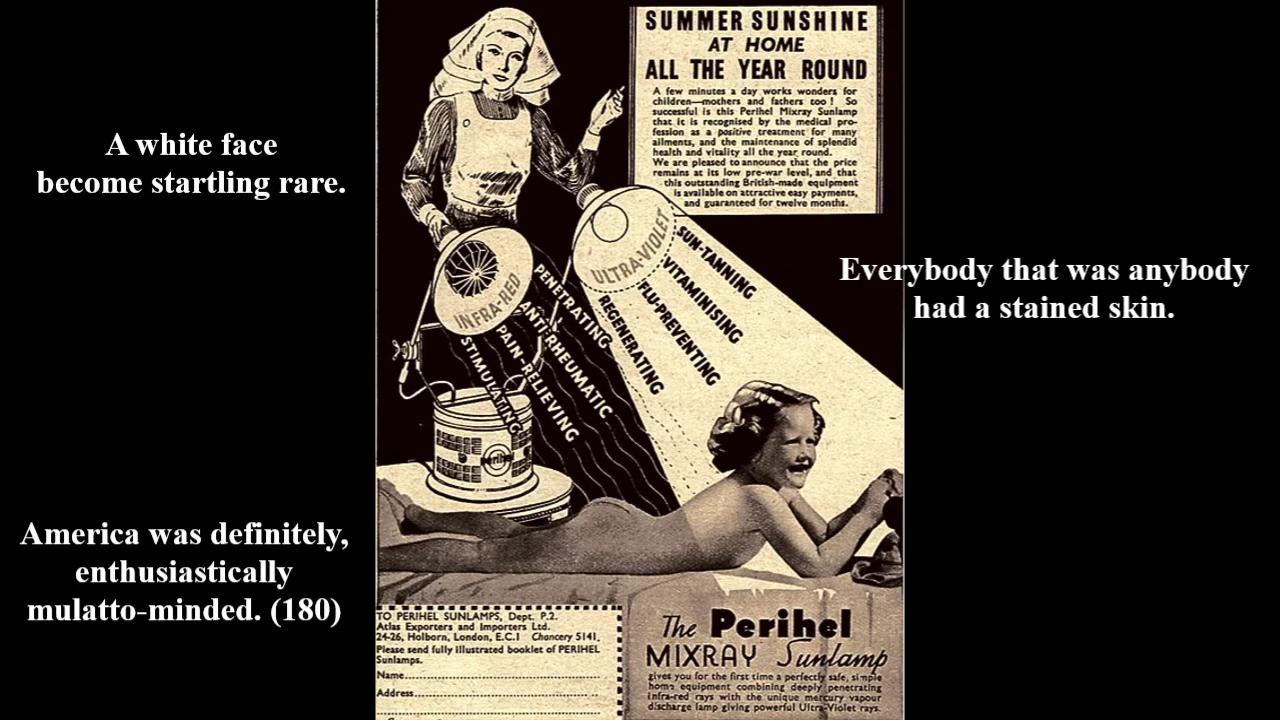 A white face
become startling rare.
Everybody that was anybody
had a stained skin.
America was definitely,
enthusiastically
mulatto-minded. (180)
SUMMER SUNSHINE
AT HOME
ALL THE YEAR ROUND
A few minutes a day works wonders for
children—mothers and fathers too! So
successful is this Perihel Mixray Sunlamp
that it is recognised by the medical pro-
fession as a positive treatment for many
ailments, and the maintenance of splendid
health and vitality all the year round.
We are pleased to announce that the price
remains at its low pre-war level, and that
this outstanding British-made equipment
is available on attractive easy payments,
and guaranteed for twelve months.
INFRA-RED
STIMULATING
PAIN-RELIEVING
ANTI-RHEUMATIC
PENETRATING
ULTRA-VIOLET
REGENERATING
FLU-PREVENTING
VITAMINISING
SUN-TANNING
Perihel
TO PERIHEL SUNLAMPS, Dept. P.2.
Atlas Exporters and Importers Ltd.
24-26, Holborn, London, E.C.1 Chancery 5141.
Please send fully illustrated booklet of PERIHEL
Sunlamps.
Name
Address
The Perihel
MIXRAY Sunlamp
gives you for the first time a perfectly safe, simple
home equipment combining deeply penetrating
infra-red rays with the unique mercury vapour
discharge lamp giving powerful Ultra-Violet rays.